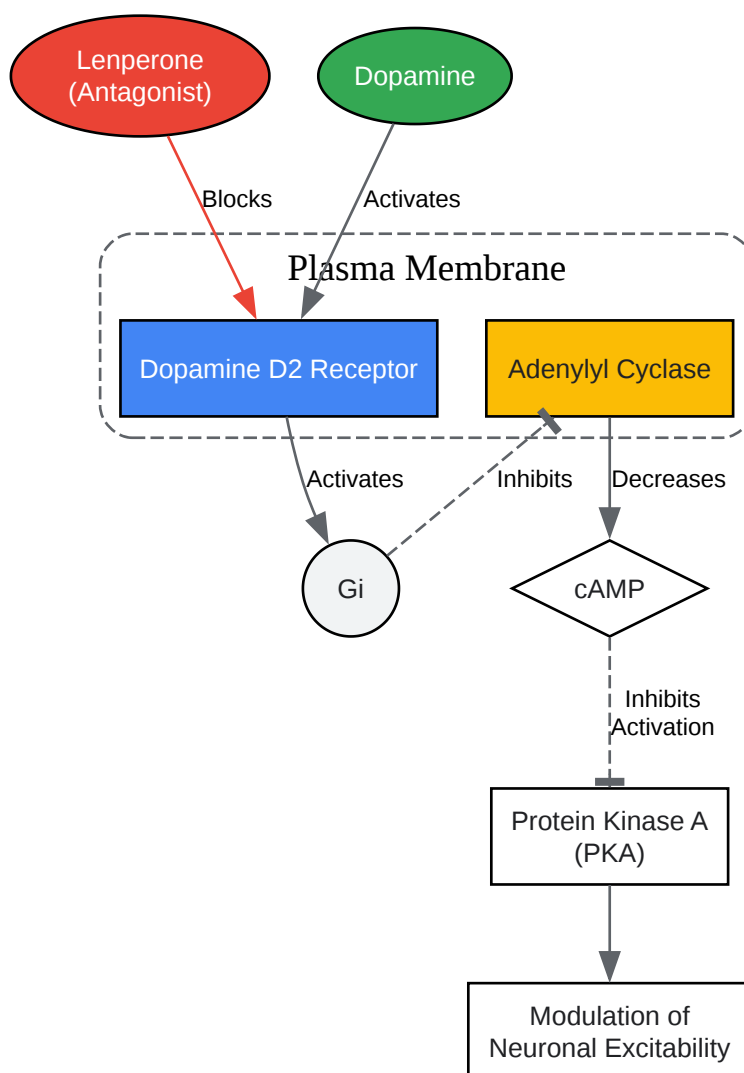 Lenperone
(Antagonist)
Dopamine
Blocks
Activates
Plasma Membrane
Dopamine D2 Receptor
Adenylyl Cyclase
Activates
Inhibits
Decreases
Gi
cAMP
Inhibits
Activation
Protein Kinase A
(PKA)
Modulation of
Neuronal Excitability